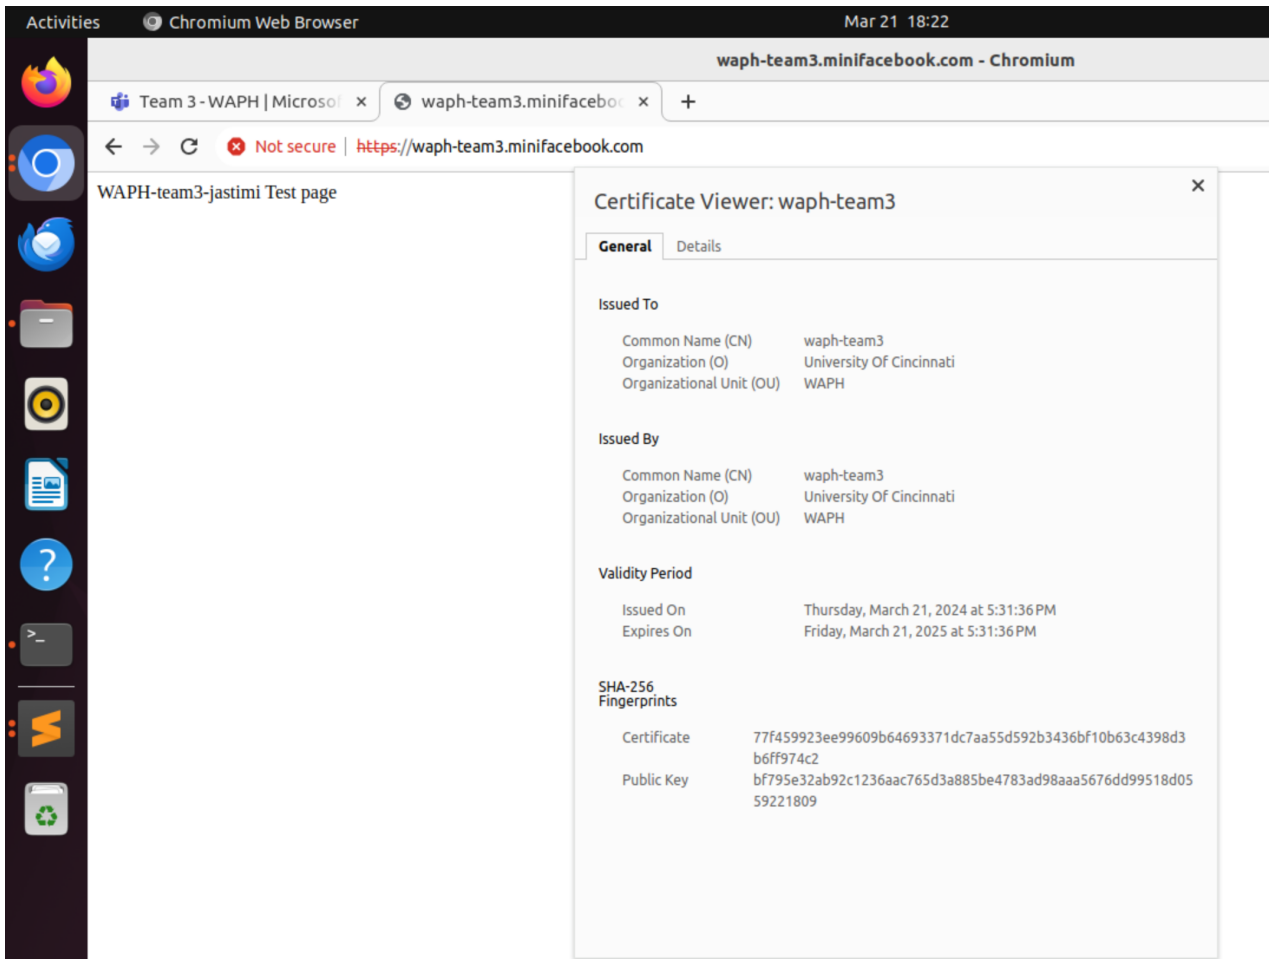 Activities Chromium Web Browser Mar 21 18:22
waph-team3.minifacebook.com - Chromium
Team 3 - WAPH | Microsof waph-team3.minifaceboo
Not secure | https://waph-team3.minifacebook.com
WAPH-team3-jastimi Test page
Certificate Viewer: waph-team3
General Details
Issued To
Common Name (CN) waph-team3
Organization (O) University Of Cincinnati
Organizational Unit (OU) WAPH
Issued By
Common Name (CN) waph-team3
Organization (O) University Of Cincinnati
Organizational Unit (OU) WAPH
Validity Period
Issued On Thursday, March 21, 2024 at 5:31:36 PM
Expires On Friday, March 21, 2025 at 5:31:36 PM
SHA-256
Fingerprints
Certificate 77f459923ee99609b64693371dc7aa55d592b3436bf10b63c4398d3
b6ff974c2
Public Key bf795e32ab92c1236aac765d3a885be4783ad98aaa5676dd99518d05
59221809